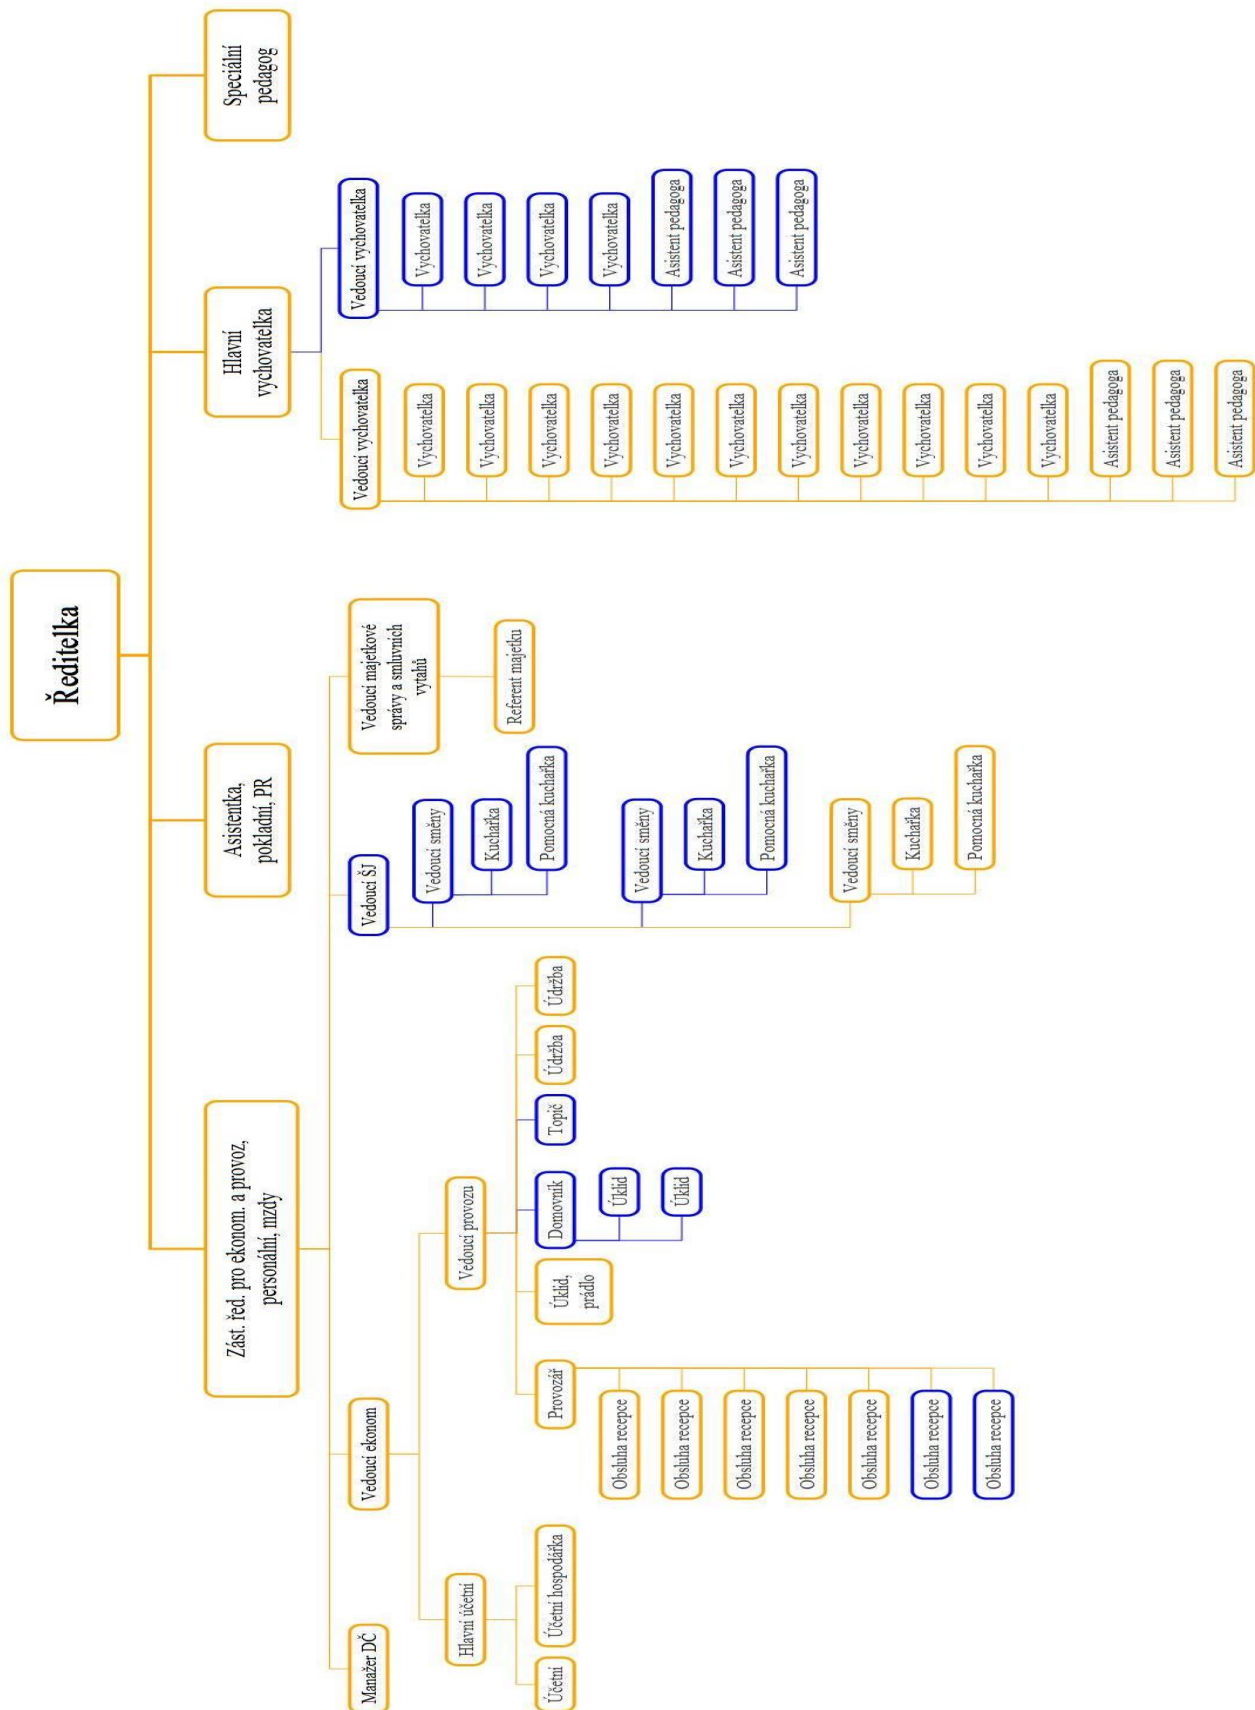 Ředitelka
Zást. řed. pro ekonom. a provoz,
personální, mzdy
Asistentka,
pokladní, PR
Hlavní
vychovatelka
Speciální
pedagog
Manažer DČ
Vedoucí ekonom
Vedoucí ŠJ
Vedoucí majetkové
správy a smluvních
vytahů
Vedoucí vychovatelka
Vedoucí vychovatelka
Hlavní účetní
Vedoucí provozu
Účetní
Účetní hospodářka
Provozář
Úklid,
prádlo
Domovník
Topič
Údržba
Údržba
Obsluha recepce
Obsluha recepce
Obsluha recepce
Obsluha recepce
Obsluha recepce
Obsluha recepce
Obsluha recepce
Úklid
Úklid
Vedoucí směny
Kuchařka
Pomocná kuchařka
Vedoucí směny
Kuchařka
Pomocná kuchařka
Vedoucí směny
Kuchařka
Pomocná kuchařka
Referent majetku
Vychovatelka
Vychovatelka
Vychovatelka
Vychovatelka
Vychovatelka
Vychovatelka
Vychovatelka
Vychovatelka
Vychovatelka
Vychovatelka
Vychovatelka
Asistent pedagoga
Asistent pedagoga
Asistent pedagoga
Vychovatelka
Vychovatelka
Vychovatelka
Vychovatelka
Asistent pedagoga
Asistent pedagoga
Asistent pedagoga